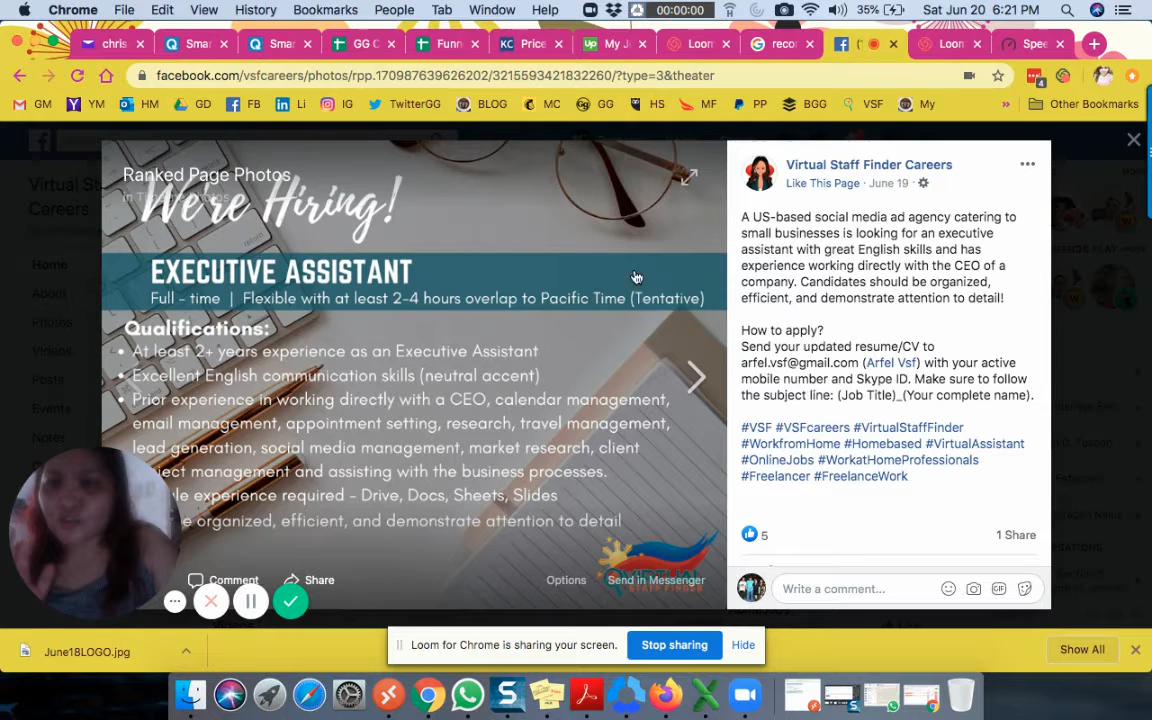 Chrome File Edit View History Bookmarks People Tab Window Help 00:00:00 35% Sat Jun 20 6:21 PM
chris Smar Smar GG C Funn Price My J Loom recor ( Loon Spee
facebook.com/vsfcareers/photos/rpp.170987639626202/3215593421832260/?type=3&theater
4
GM YM HM GD FB Li IG TwitterGG BLOG MC GG HS MF PP BGG VSF My » Other Bookmarks
Ranked Page Photos
in Timeline Photos
We're Hiring!
EXECUTIVE ASSISTANT
Full - time | Flexible with at least 2-4 hours overlap to Pacific Time (Tentative)
Qualifications:
• At least 2+ years experience as an Executive Assistant
• Excellent English communication skills (neutral accent)
• Prior experience in working directly with a CEO, calendar management,
email management, appointment setting, research, travel management,
lead generation, social media management, market research, client
ject management and assisting with the business processes.
le experience required - Drive, Docs, Sheets, Slides
e organized, efficient, and demonstrate attention to detail
VIRTUAL
STAFF FINDER
Comment Share Options Send in Messenger
Virtual Staff Finder Careers
Like This Page · June 19 ·
A US-based social media ad agency catering to
small businesses is looking for an executive
assistant with great English skills and has
experience working directly with the CEO of a
company. Candidates should be organized,
efficient, and demonstrate attention to detail!
How to apply?
Send your updated resume/CV to
arfel.vsf@gmail.com (Arfel Vsf) with your active
mobile number and Skype ID. Make sure to follow
the subject line: (Job Title)_(Your complete name).
#VSF #VSFcareers #VirtualStaffFinder
#WorkfromHome #Homebased #VirtualAssistant
#OnlineJobs #WorkatHomeProfessionals
#Freelancer #FreelanceWork
5
1 Share
Write a comment...
GIF
Virtual Staff
Careers
Home
About
Photos
Videos
Posts
Events
Notes
Loom for Chrome is sharing your screen. Stop sharing Hide
June18LOGO.jpg
Show All